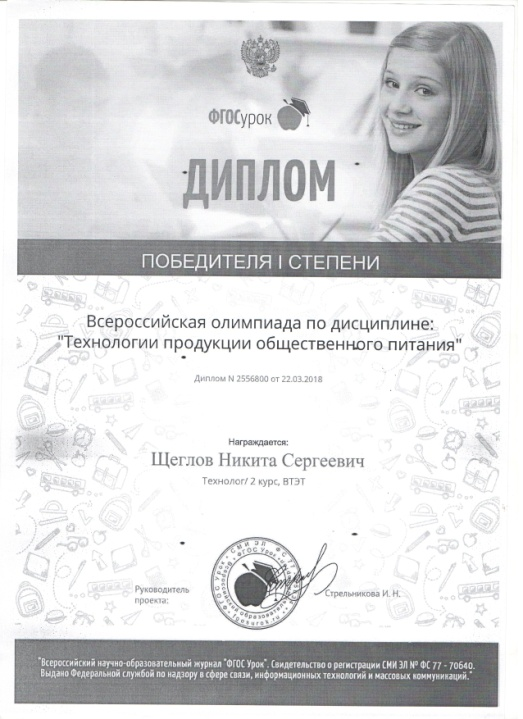 ФГОСурок
ДИПЛОМ
ПОБЕДИТЕЛЯ I СТЕПЕНИ
Всероссийская олимпиада по дисциплине:
"Технологии продукции общественного питания"
Диплом N 2556800 от 22.03.2018
Награждается:
Щеглов Никита Сергеевич
Технолог/ 2 курс, ВТЭТ
Руководитель
проекта:
Стрельникова И. Н.
"Всероссийский научно-образовательный журнал "ФГОС Урок". Свидетельство о регистрации СМИ ЭЛ № ФС 77 - 70640.
Выдано Федеральной службой по надзору в сфере связи, информационных технологий и массовых коммуникаций."